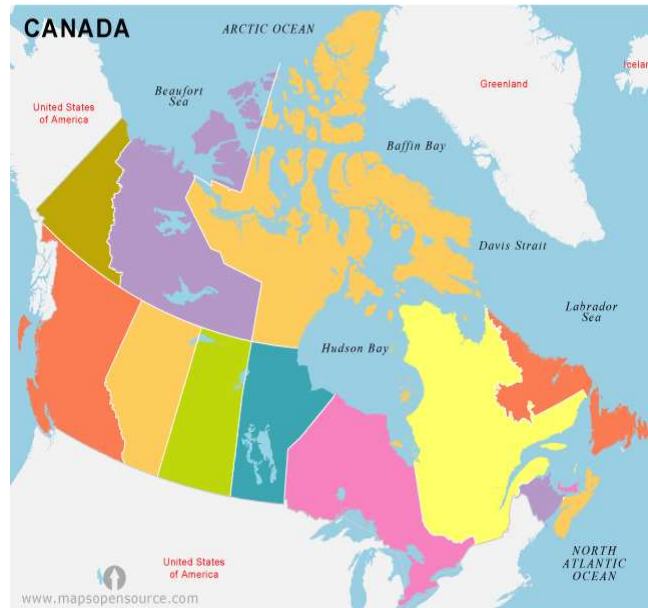 CANADA
ARCTIC OCEAN
Beaufort
Sea
Greenland
Iceland
United States
of America
Baffin Bay
Davis Strait
Labrador
Sea
Hudson Bay
United States
of America
NORTH
ATLANTIC
OCEAN
www.mapsopensource.com